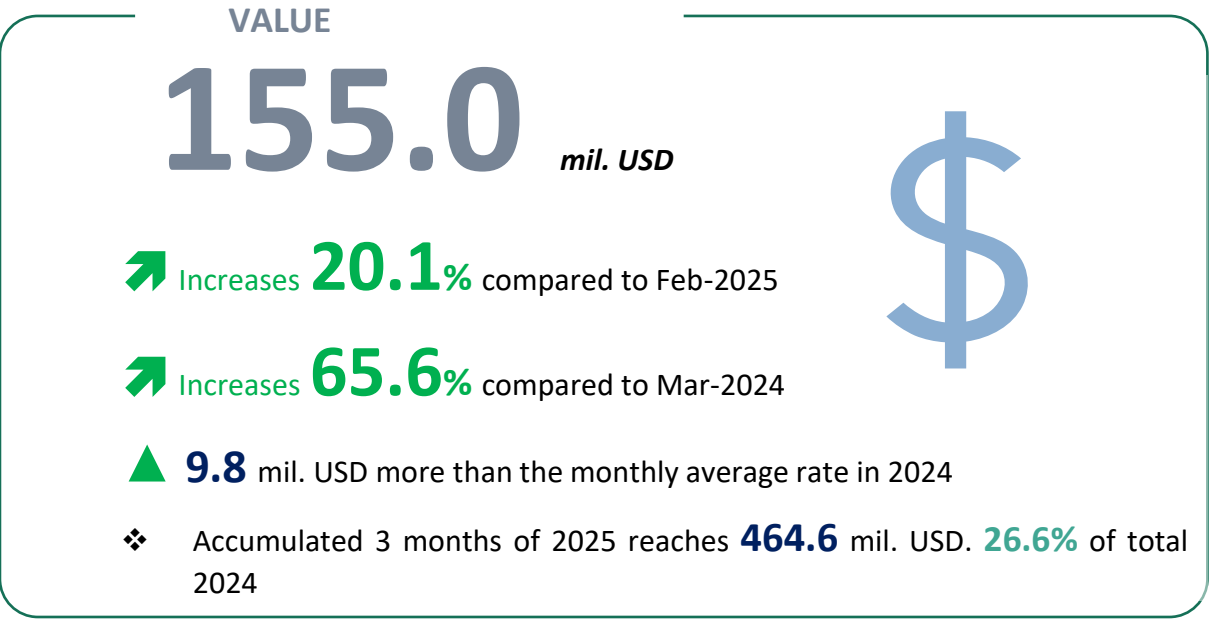 VALUE
155.0 mil. USD
Increases 20.1% compared to Feb-2025
Increases 65.6% compared to Mar-2024
9.8 mil. USD more than the monthly average rate in 2024
Accumulated 3 months of 2025 reaches 464.6 mil. USD. 26.6% of total
2024